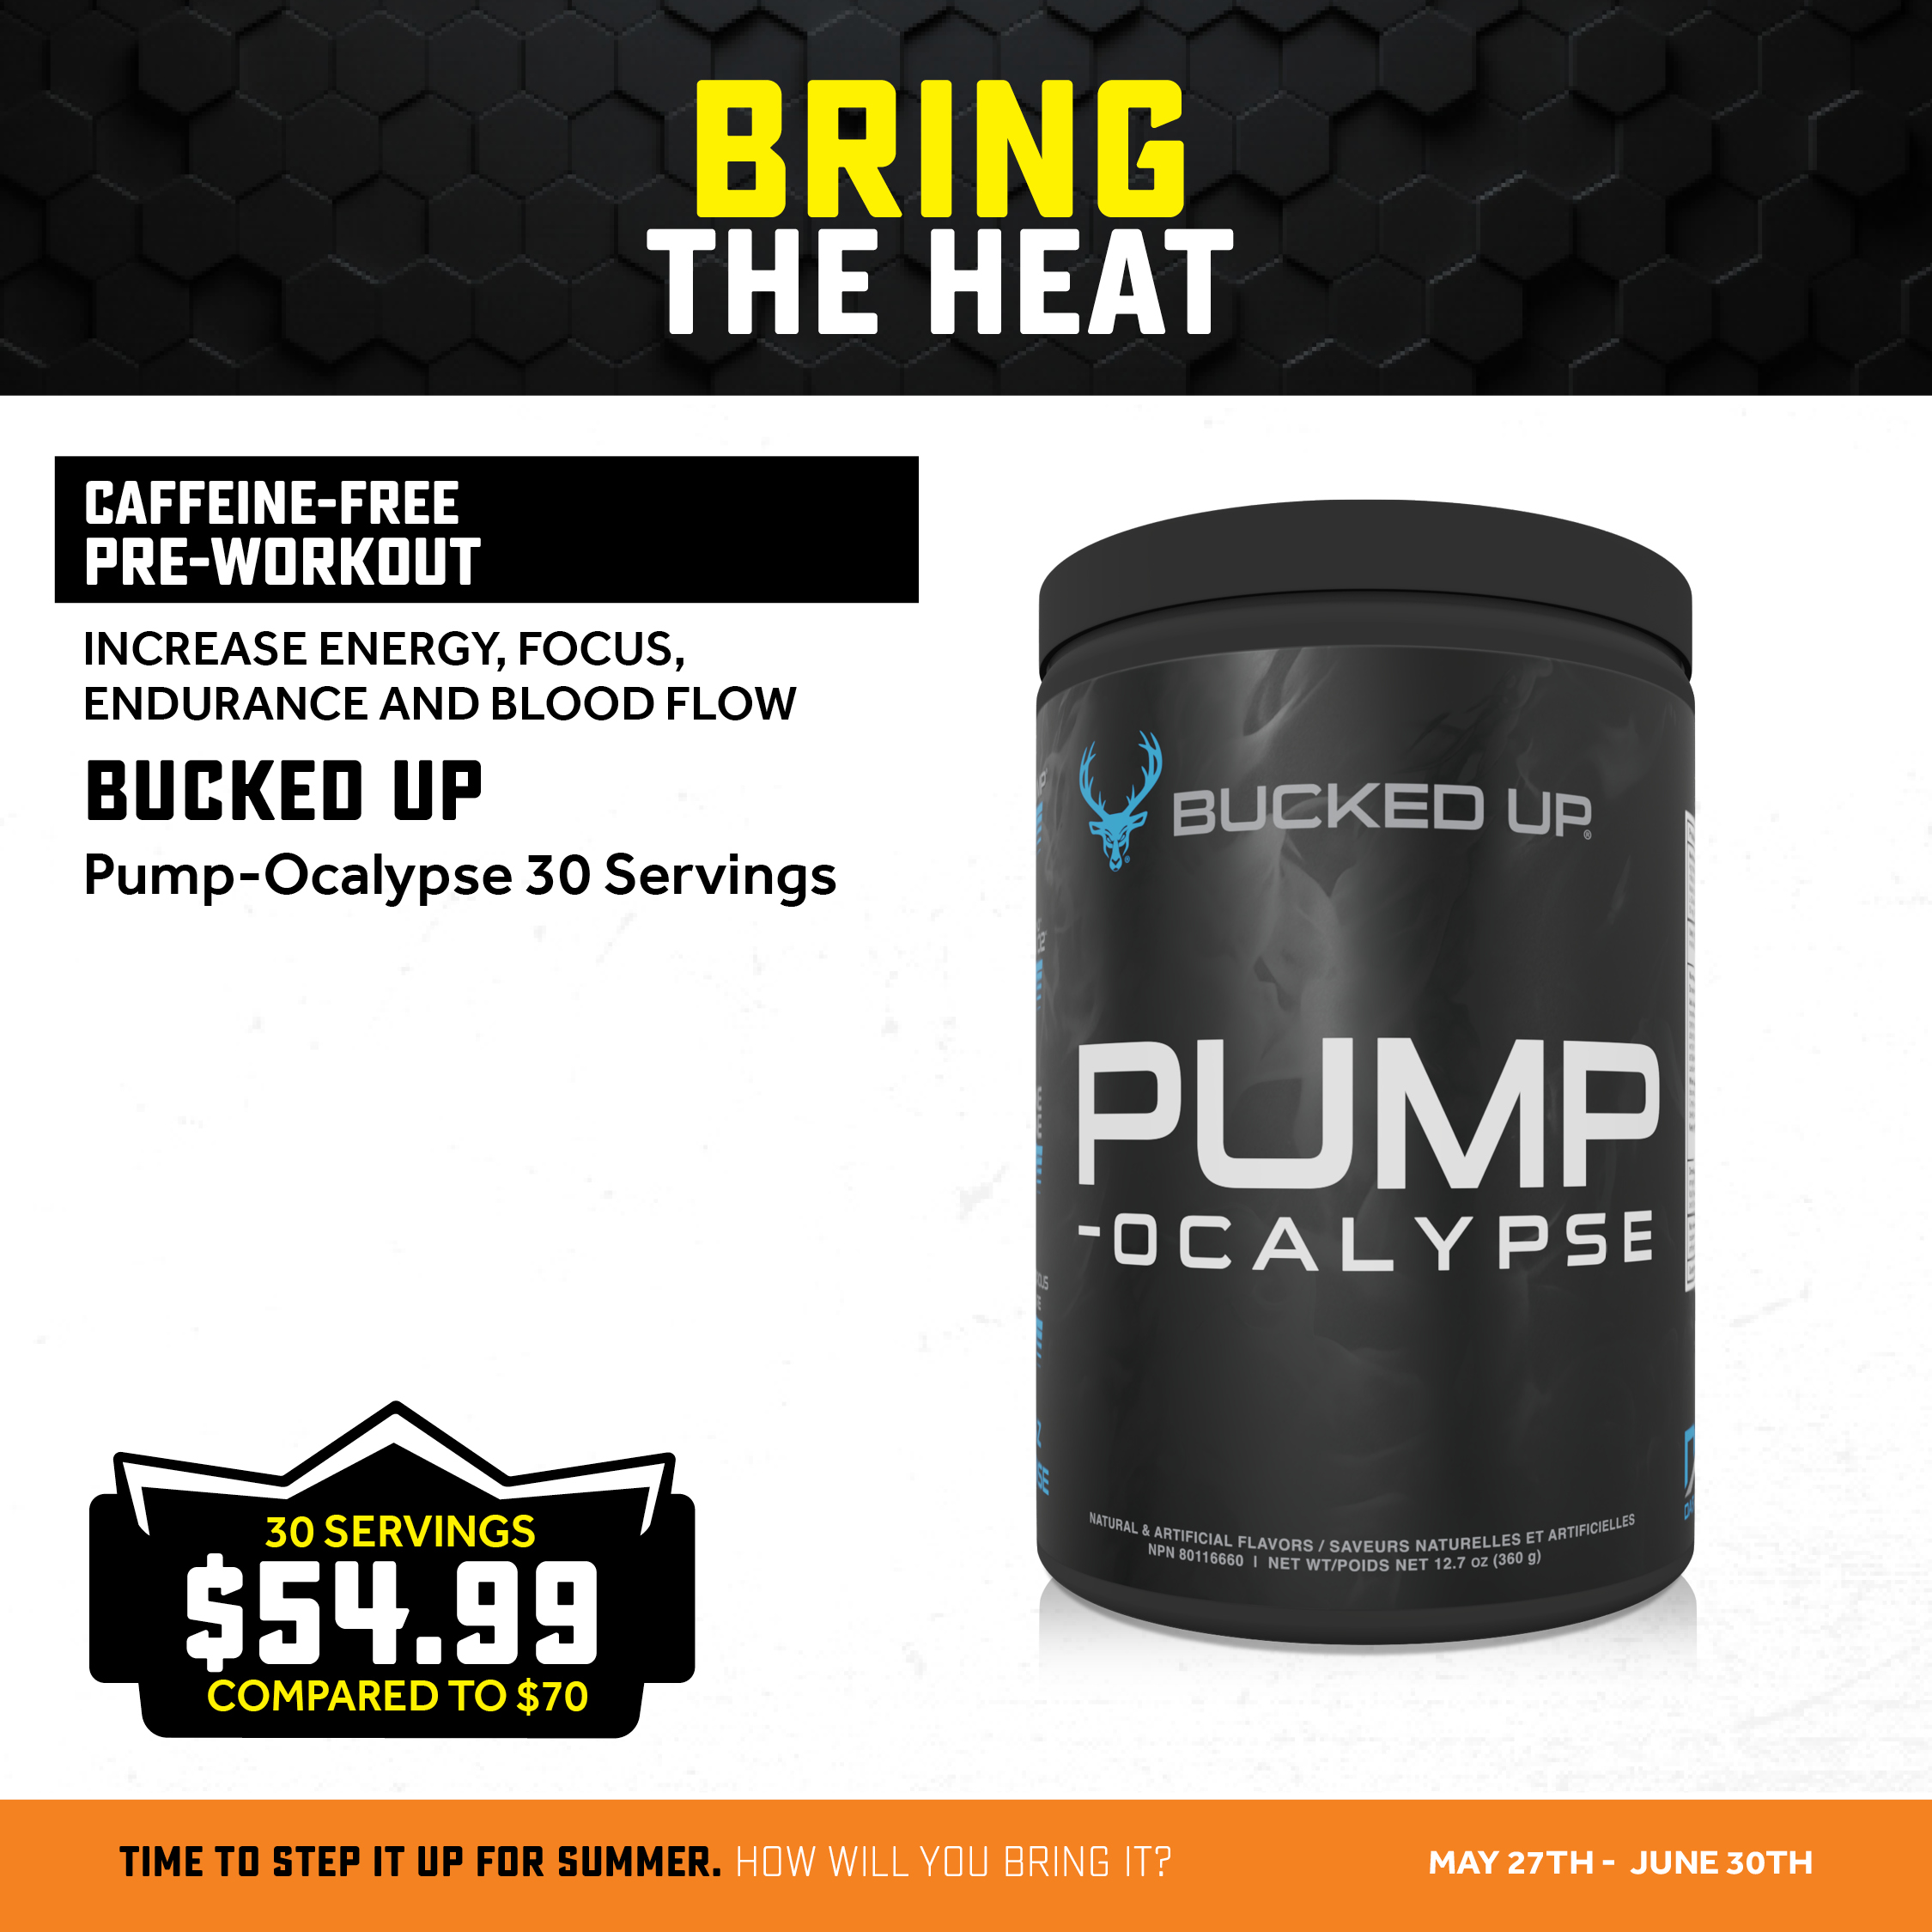 BRING
THE HEAT
CAFFEINE-FREE
PRE-WORKOUT
INCREASE ENERGY, FOCUS,
ENDURANCE AND BLOOD FLOW
BUCKED UP
Pump-Ocalypse 30 Servings
BUCKED UP®
PUMP
-OCALYPSE
NATURAL & ARTIFICIAL FLAVORS / SAVEURS NATURELLES ET ARTIFICIELLES
NPN 80116660 | NET WT/POIDS NET 12.7 oz (360 g)
30 SERVINGS
$54.99
COMPARED TO $70
TIME TO STEP IT UP FOR SUMMER. HOW WILL YOU BRING IT?
MAY 27TH - JUNE 30TH